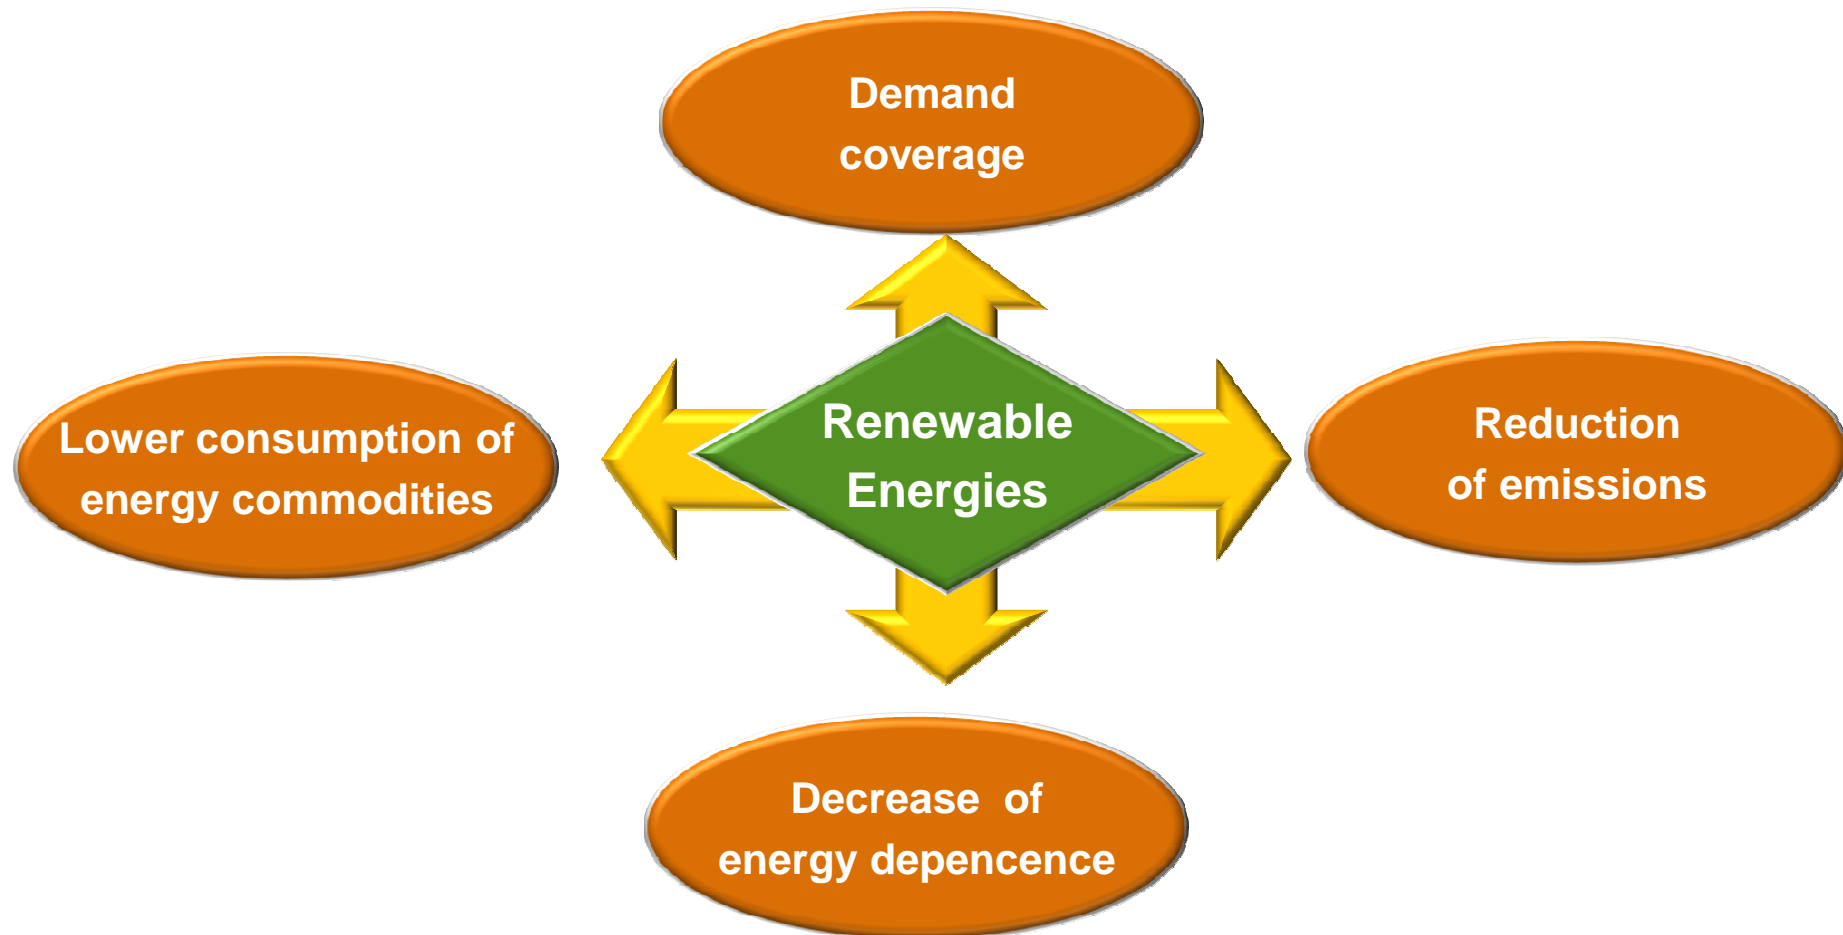 Demand
coverage
Lower consumption of
energy commodities
Renewable
Energies
Reduction
of emissions
Decrease of
energy depencence